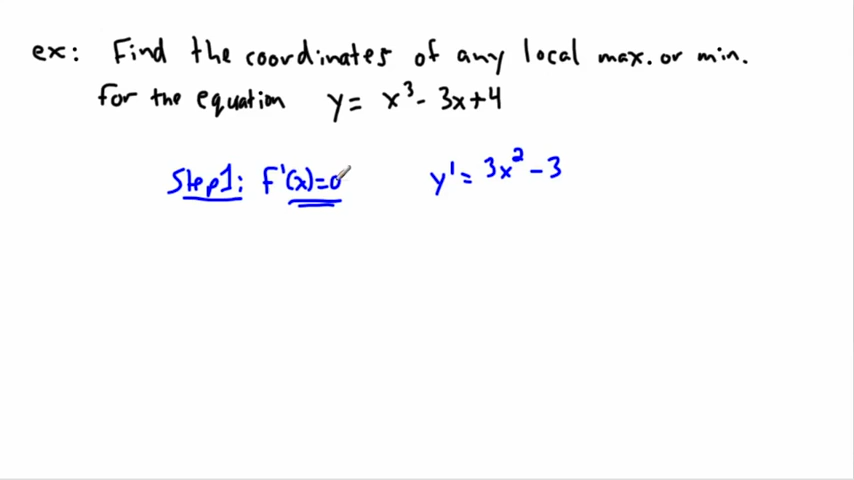 ex: Find the coordinates of any local max. or min.
for the equation y = x³ - 3x + 4
Step 1: f'(x) = 0 y' = 3x² - 3